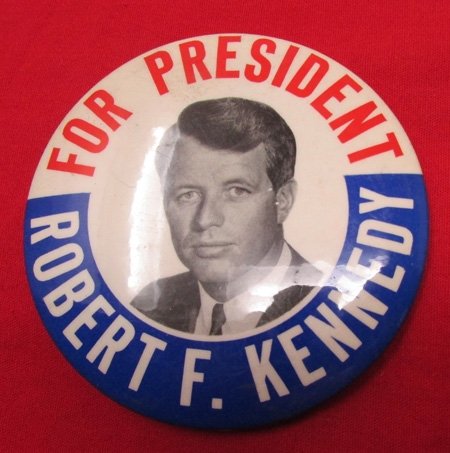 FOR PRESIDENT
ROBERT F. KENNEDY